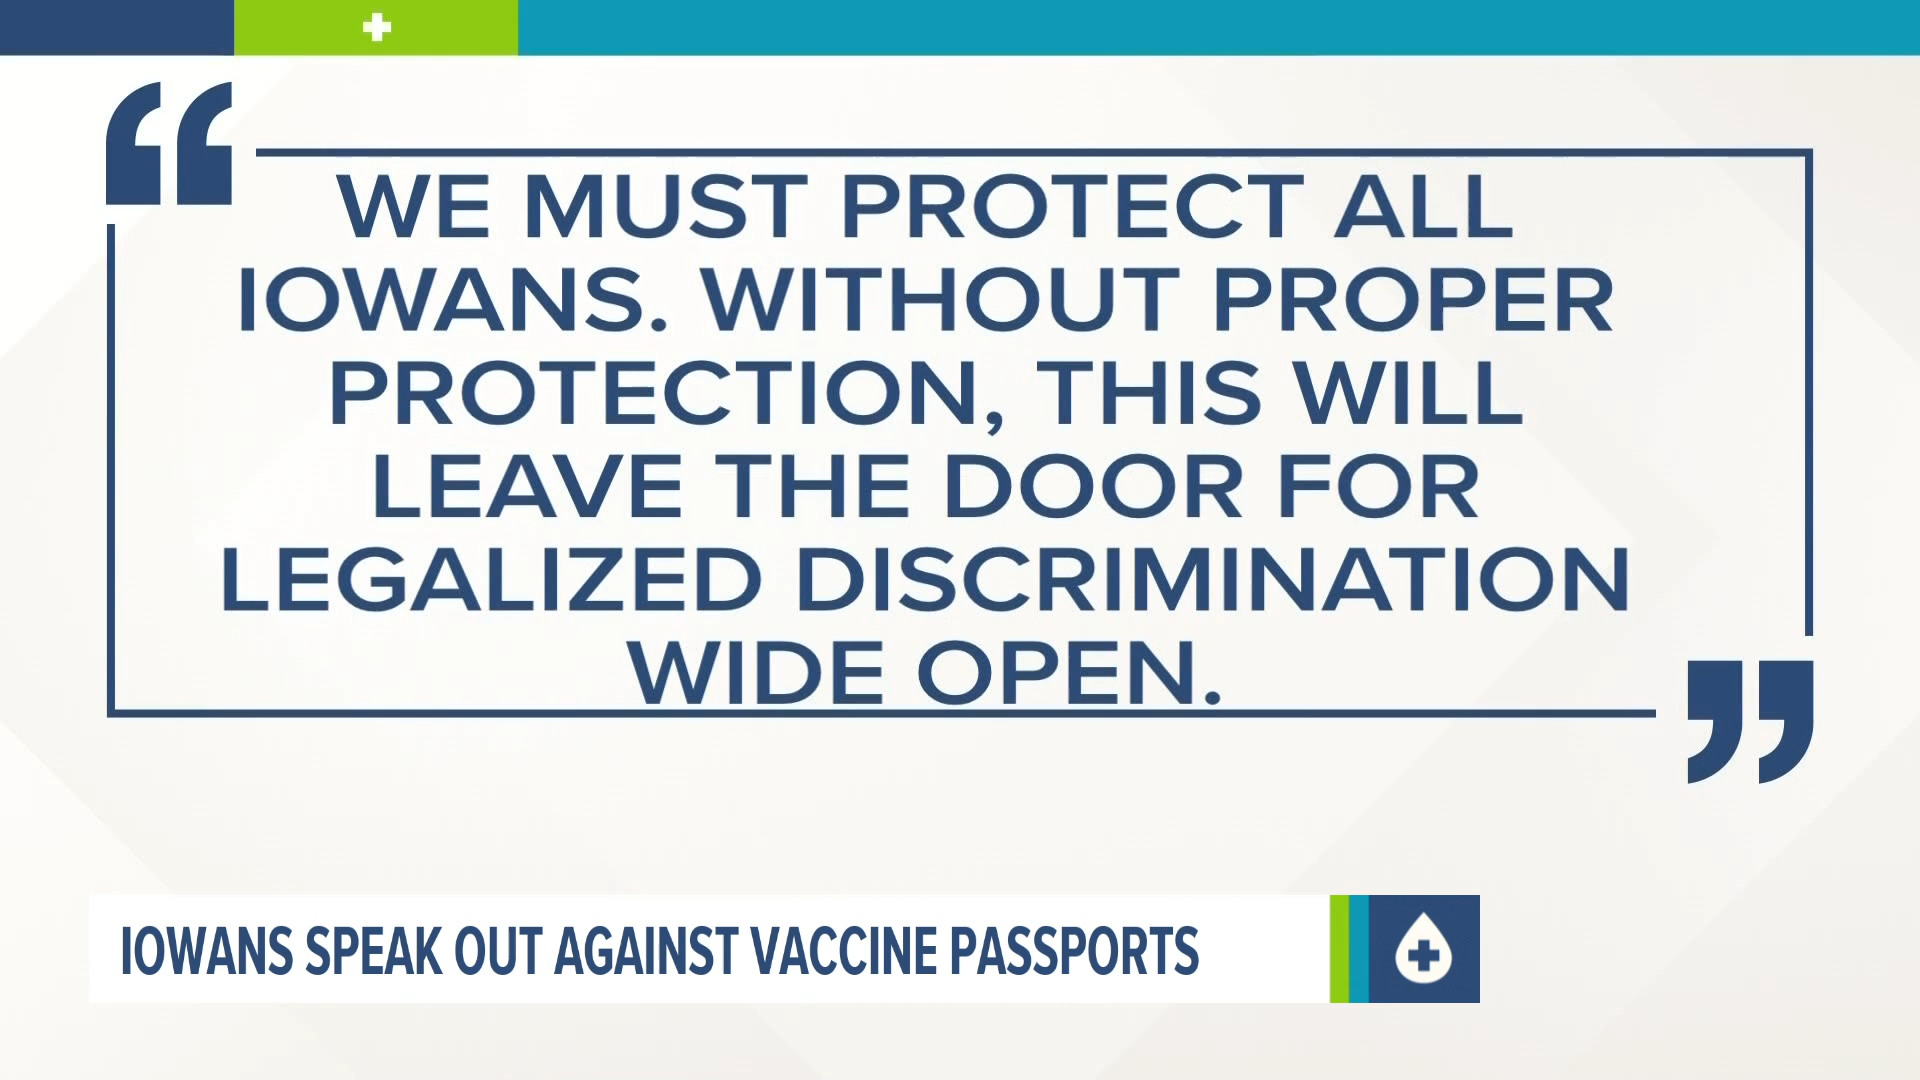 WE MUST PROTECT ALL
IOWANS. WITHOUT PROPER
PROTECTION, THIS WILL
LEAVE THE DOOR FOR
LEGALIZED DISCRIMINATION
WIDE OPEN.
IOWANS SPEAK OUT AGAINST VACCINE PASSPORTS